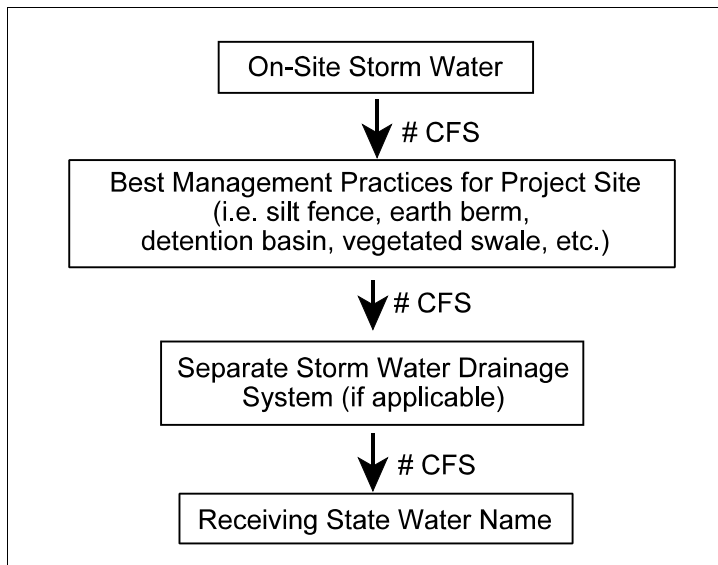 On-Site Storm Water
# CFS
Best Management Practices for Project Site
(i.e. silt fence, earth berm,
detention basin, vegetated swale, etc.)
# CFS
Separate Storm Water Drainage
System (if applicable)
# CFS
Receiving State Water Name